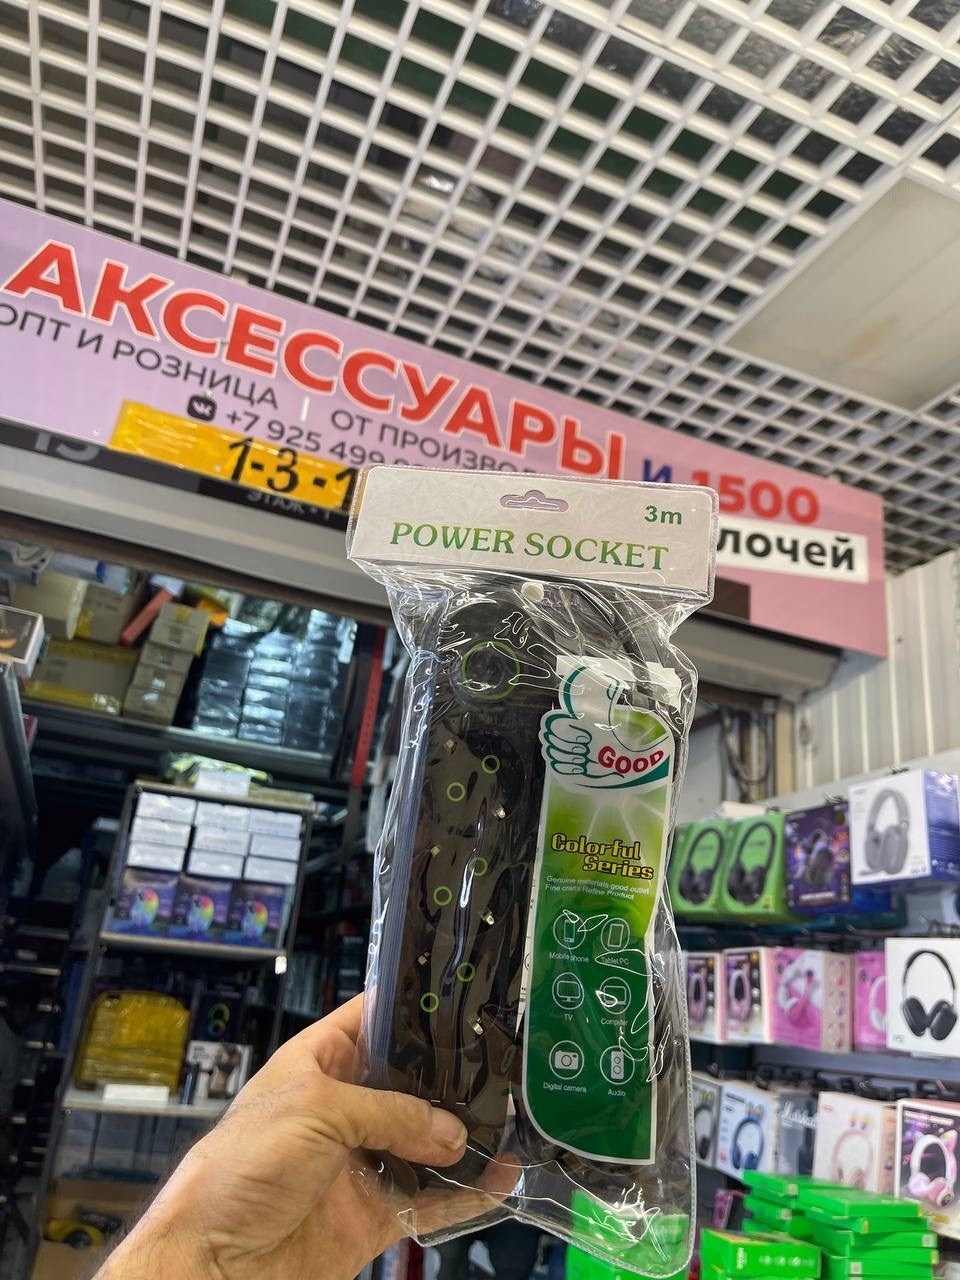 АКСЕССУАРЫ И 1500
ОПТ И РОЗНИЦА | ОТ
+7 925 499
лочей
1-3-1
ЭТАЖ
3m
POWER SOCKET
GOOD
Colorful
Series
Genuine materials good outlet
Fine crafts Refine Product
Mobile phone
Tablet PC
TV
Computer
Digital camera
Audio